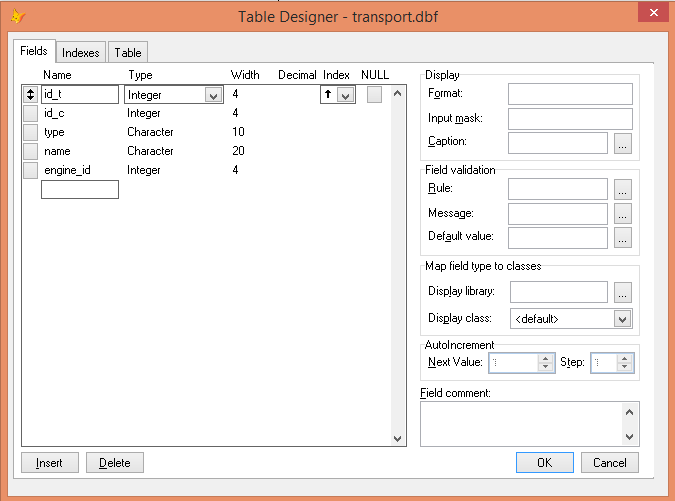 Table Designer - transport.dbf
Fields Indexes Table
Name Type Width Decimal Index NULL
id_t Integer 4
id_c Integer 4
type Character 10
name Character 20
engine_id Integer 4
Display
Format:
Input mask:
Caption: ...
Field validation
Rule: ...
Message: ...
Default value: ...
Map field type to classes
Display library: ...
Display class: <default>
AutoIncrement
Next Value: Step:
Field comment:
Insert Delete OK Cancel